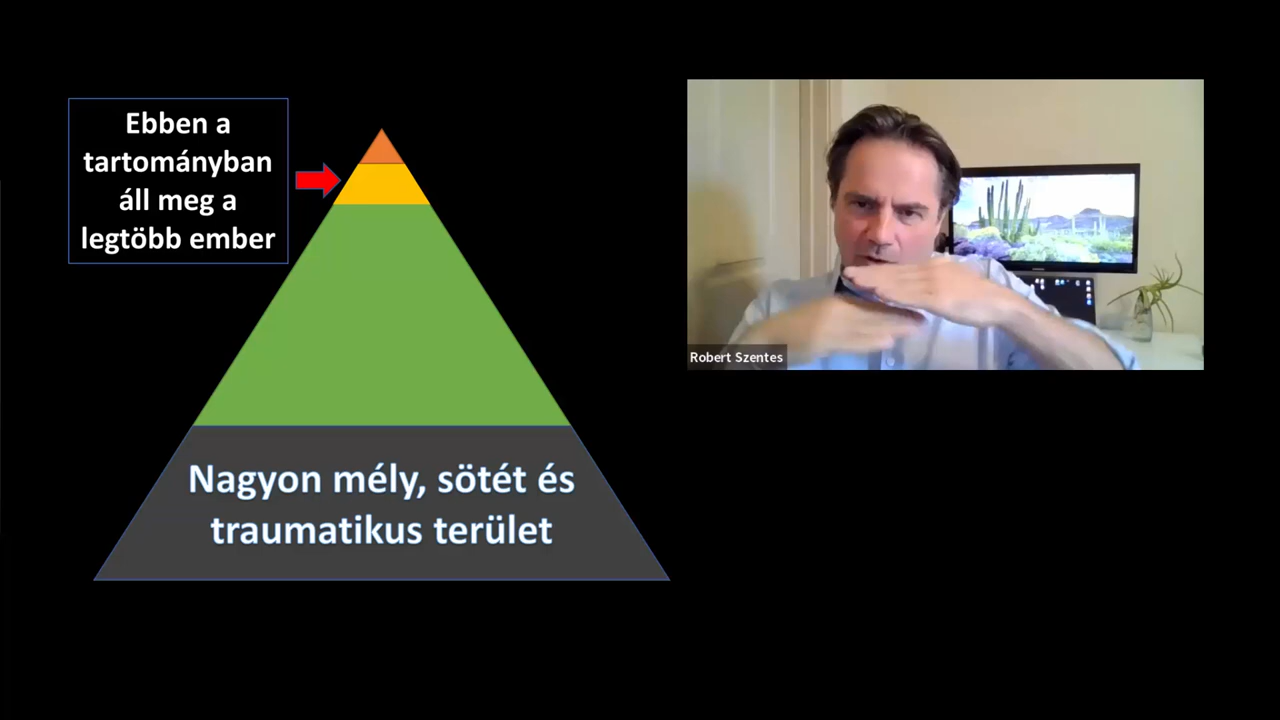 Ebben a
tartományban
áll meg a
legtöbb ember
Nagyon mély, sötét és
traumatikus terület
Robert Szentes